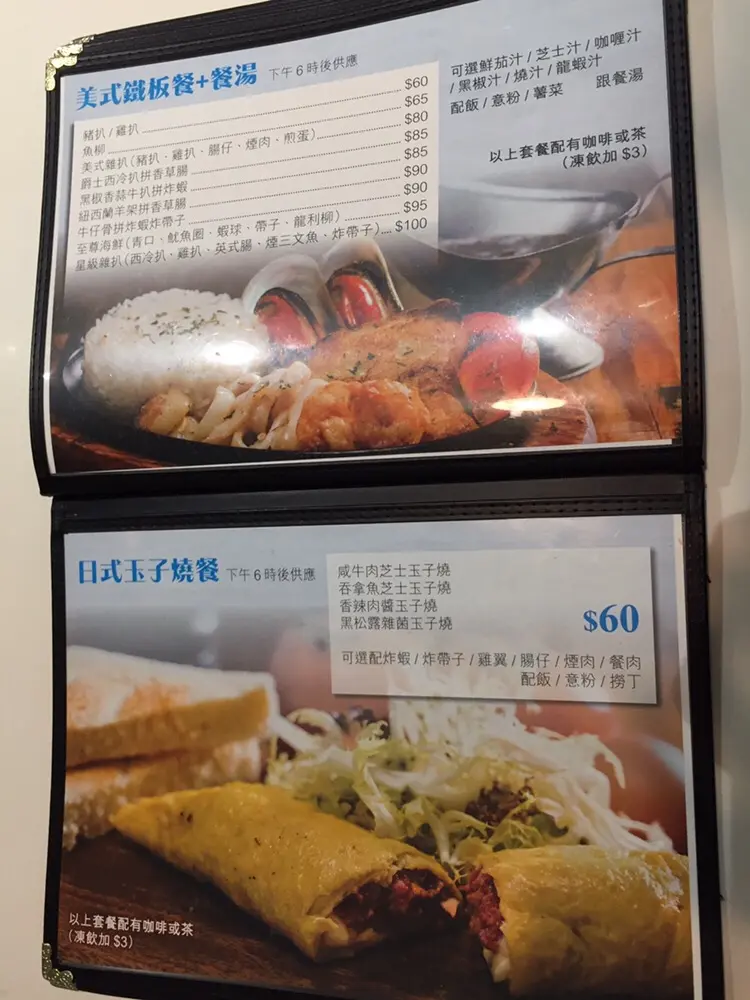 美式鐵板餐+餐湯 下午6時後供應
豬扒 / 雞扒 $60
魚柳 $65
美式雜扒(豬扒、雞扒、腸仔、煙肉、煎蛋) $80
爵士西冷扒拼香草腸 $85
黑椒香蒜牛扒拼炸蝦 $85
紐西蘭羊架拼香草腸 $90
牛仔骨拼炸蝦炸帶子 $90
至尊海鮮(青口、魷魚圈、蝦球、帶子、龍利柳) $95
星級雜扒(西冷扒、雞扒、英式腸、煙三文魚、炸帶子) $100
可選鮮茄汁 / 芝士汁 / 咖喱汁
/ 黑椒汁 / 燒汁 / 龍蝦汁
配飯 / 意粉 / 薯菜 跟餐湯
以上套餐配有咖啡或茶
(凍飲加 $3)
日式玉子燒餐 下午6時後供應
咸牛肉芝士玉子燒
吞拿魚芝士玉子燒
香辣肉醬玉子燒
黑松露雜菌玉子燒
$60
可選配炸蝦 / 炸帶子 / 雞翼 / 腸仔 / 煙肉 / 餐肉
配飯 / 意粉 / 撈丁
以上套餐配有咖啡或茶
(凍飲加 $3)